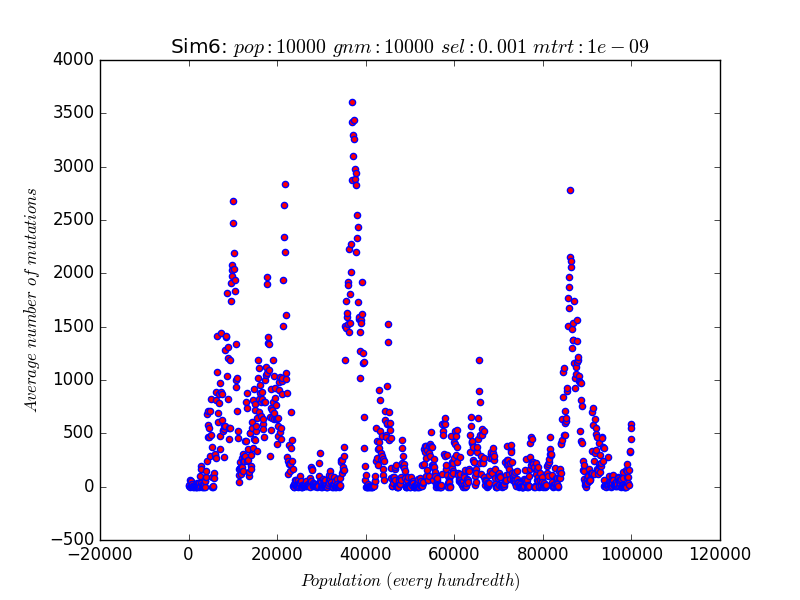 Sim6: pop : 10000 gnm : 10000 sel : 0.001 mtrt : 1e − 09
4000
3500
3000
2500
2000
1500
1000
500
0
−500
Average number of mutations
−20000 0 20000 40000 60000 80000 100000 120000
Population (every hundredth)